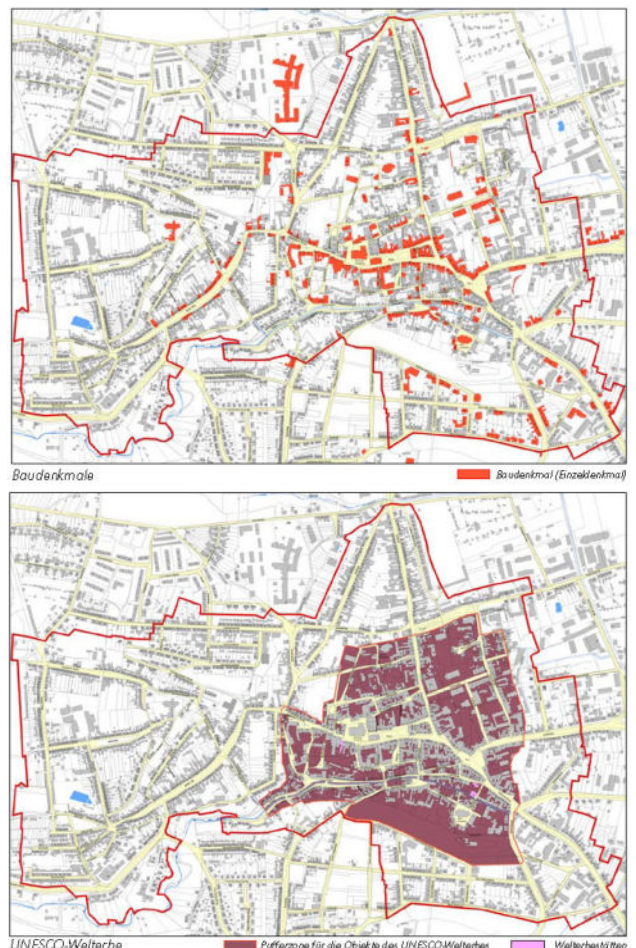 Baudenkmale
Baudenkmal (Einzeldenkmal)
UNESCO-Welterbe
Pufferzone für die Objekte des UNESCO-Welterbes
Welterbestätten